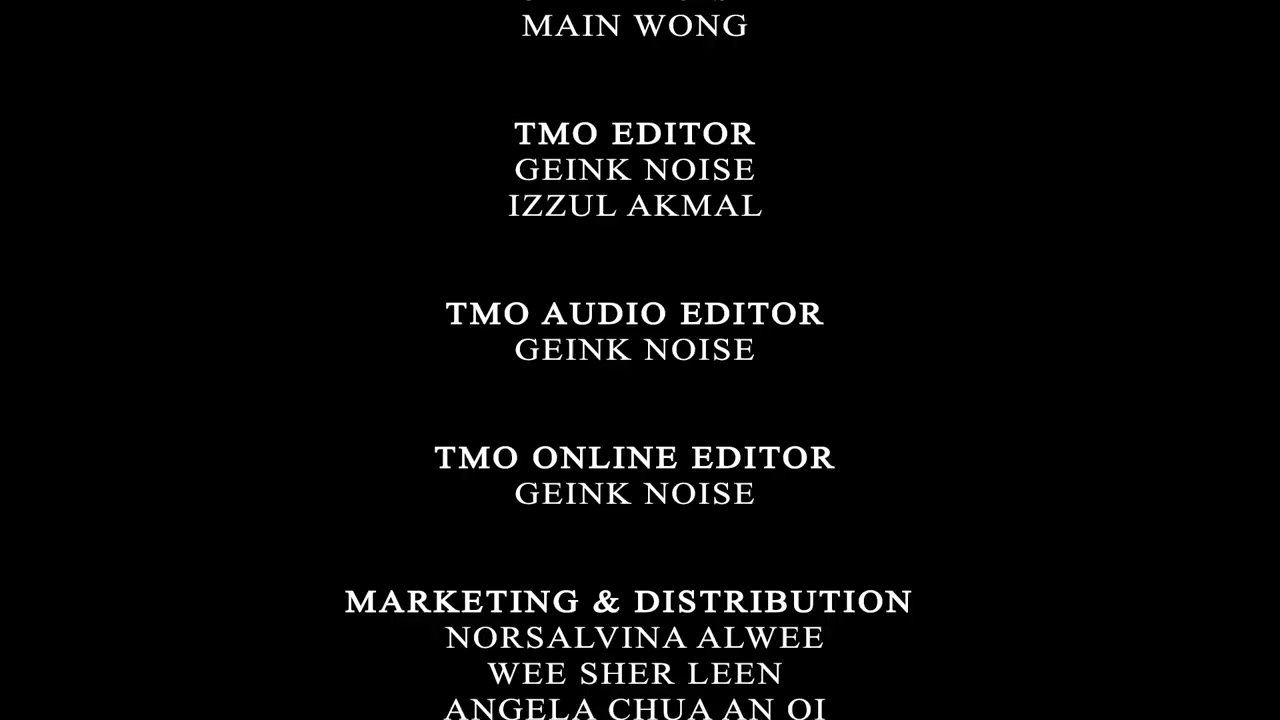 MAIN WONG
TMO EDITOR
GEINK NOISE
IZZUL AKMAL
TMO AUDIO EDITOR
GEINK NOISE
TMO ONLINE EDITOR
GEINK NOISE
MARKETING & DISTRIBUTION
NORSALVINA ALWEE
WEE SHER LEEN
ANGELA CHUA AN QI